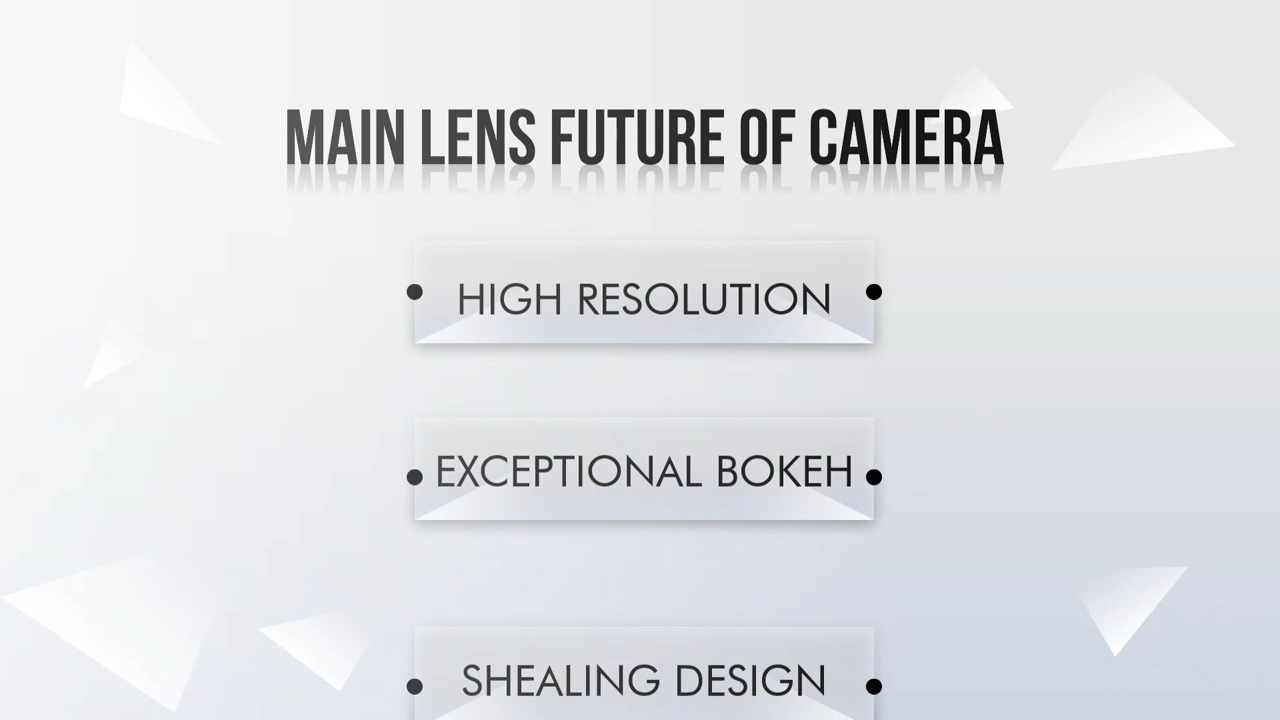 MAIN LENS FUTURE OF CAMERA
HIGH RESOLUTION
EXCEPTIONAL BOKEH
SHEALING DESIGN